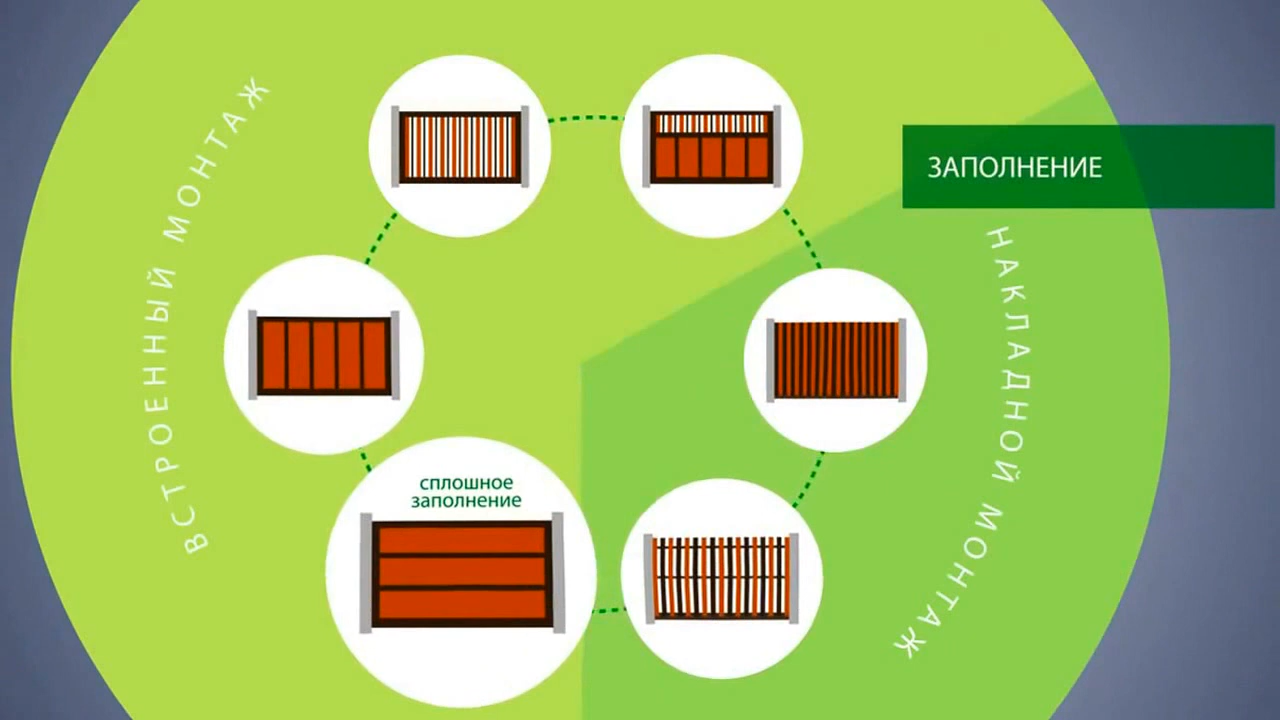 ВСТРОЕННЫЙ МОНТАЖ
ЗАПОЛНЕНИЕ
НАКЛАДНОЙ МОНТАЖ
сплошное
заполнение